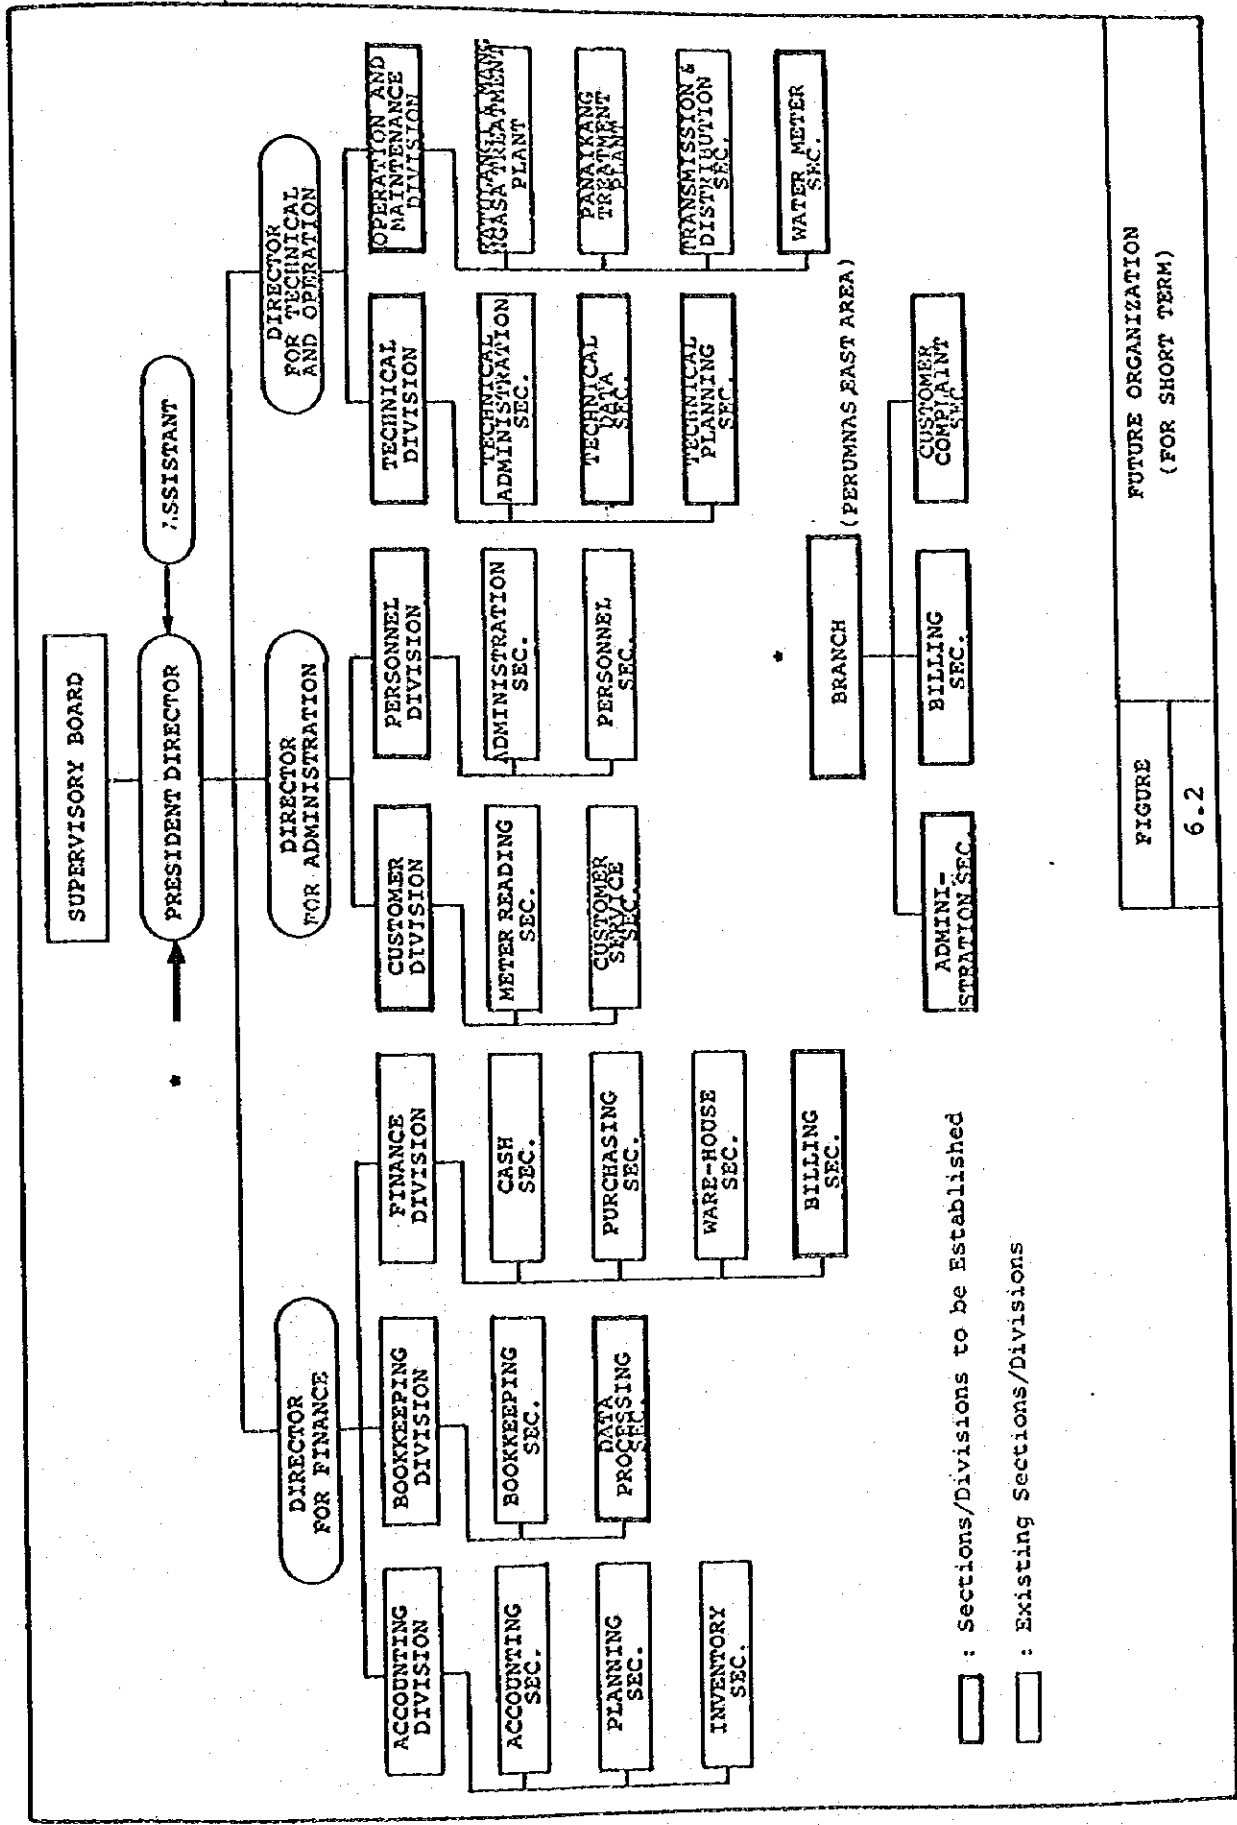 SUPERVISORY BOARD
PRESIDENT DIRECTOR
ASSISTANT
*
DIRECTOR
FOR FINANCE
DIRECTOR
FOR ADMINISTRATION
DIRECTOR
FOR TECHNICAL
AND OPERATION
ACCOUNTING
DIVISION
BOOKKEEPING
DIVISION
FINANCE
DIVISION
CUSTOMER
DIVISION
PERSONNEL
DIVISION
TECHNICAL
DIVISION
OPERATION AND
MAINTENANCE
DIVISION
ACCOUNTING
SEC.
PLANNING
SEC.
INVENTORY
SEC.
BOOKKEEPING
SEC.
DATA
PROCESSING
SEC.
CASH
SEC.
PURCHASING
SEC.
WARE-HOUSE
SEC.
BILLING
SEC.
METER READING
SEC.
CUSTOMER
SERVICE
SEC.
ADMINISTRATION
SEC.
PERSONNEL
SEC.
TECHNICAL
ADMINISTRATION
SEC.
TECHNICAL
DATA
SEC.
TECHNICAL
PLANNING
SEC.
TREATMENT
PLANT
PANAIKANG
TREATMENT
PLANT
TRANSMISSION &
DISTRIBUTION
SEC.
WATER METER
SEC.
*
BRANCH
(PERUMNAS, EAST AREA)
ADMINI-
STRATION SEC.
BILLING
SEC.
CUSTOMER
COMPLAINT
SEC.
: Sections/Divisions to be Established
: Existing Sections/Divisions
FIGURE
6.2
FUTURE ORGANIZATION
(FOR SHORT TERM)